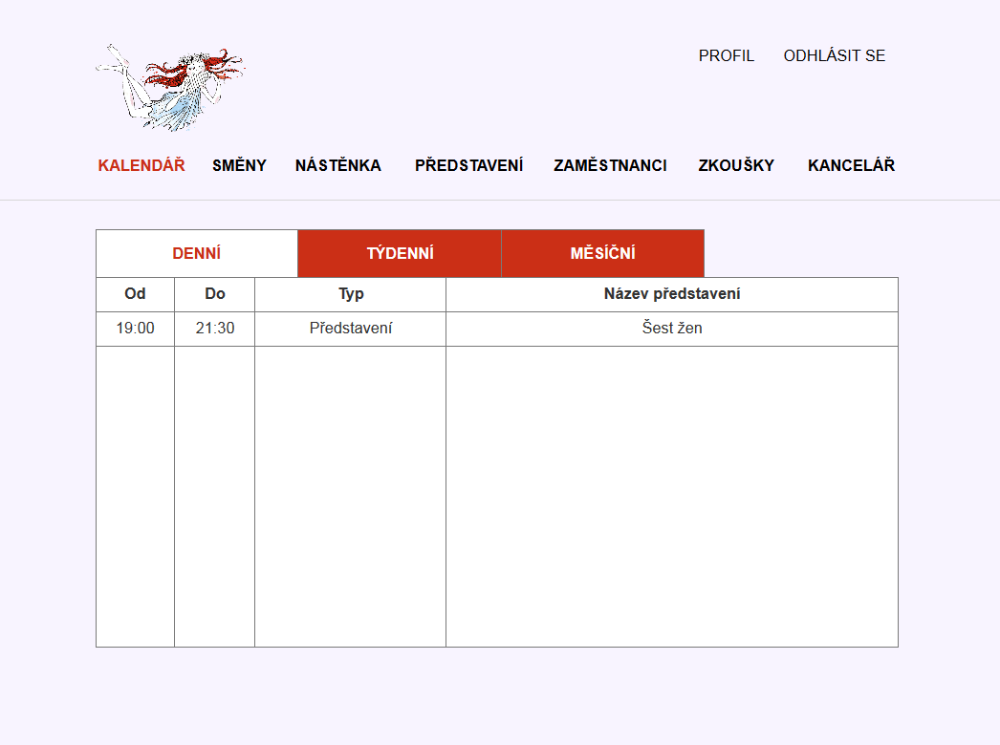 PROFIL ODHLÁSIT SE
KALENDÁŘ SMĚNY NÁSTĚNKA PŘEDSTAVENÍ ZAMĚSTNANCI ZKOUŠKY KANCELÁŘ
DENNÍ TÝDENNÍ MĚSÍČNÍ
Od Do Typ Název představení
19:00 21:30 Představení Šest žen